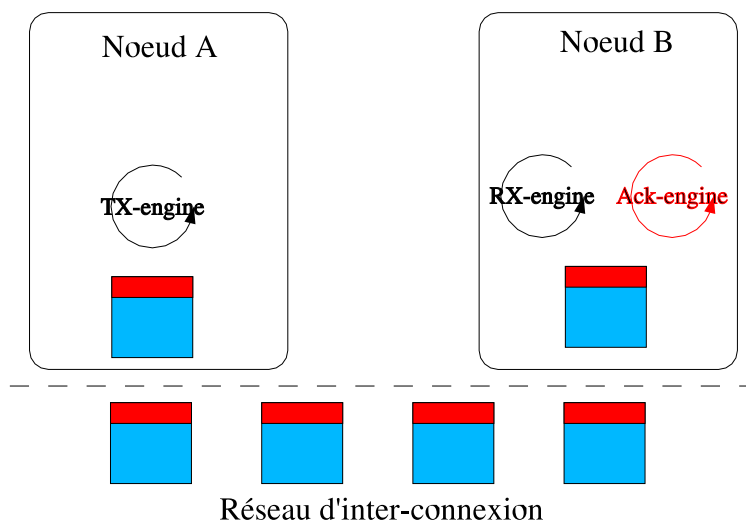 Noeud A
Noeud B
TX-engine
RX-engine
Ack-engine
Réseau d'inter-connexion